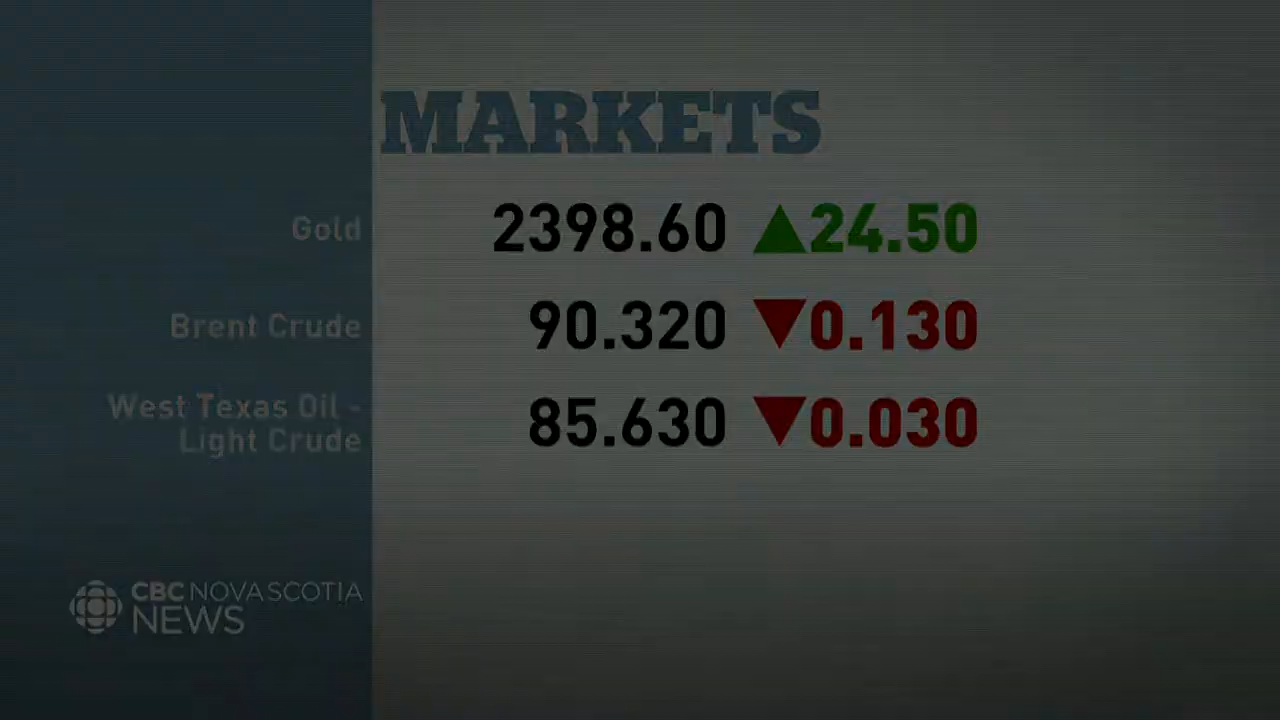 MARKETS
Gold 2398.60 ▲24.50
Brent Crude 90.320 ▼0.130
West Texas Oil -
Light Crude 85.630 ▼0.030
CBC NOVA SCOTIA
NEWS